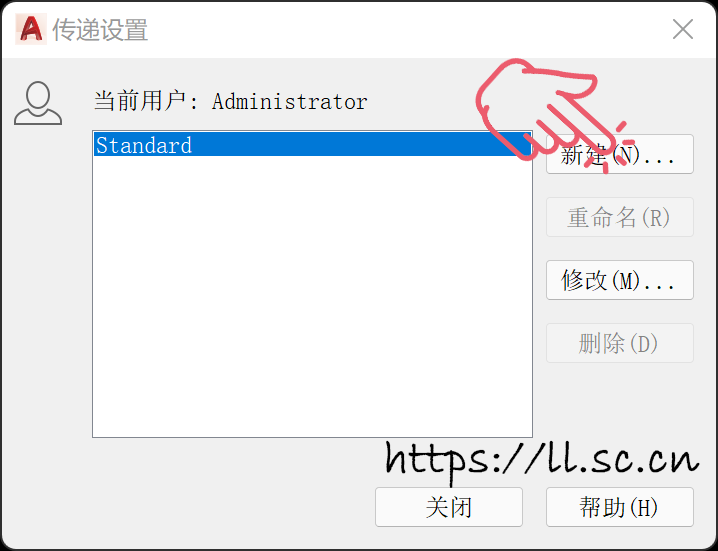 传递设置
当前用户: Administrator
Standard
新建(N)...
重命名(R)
修改(M)...
删除(D)
https://ll.sc.cn
关闭
帮助(H)